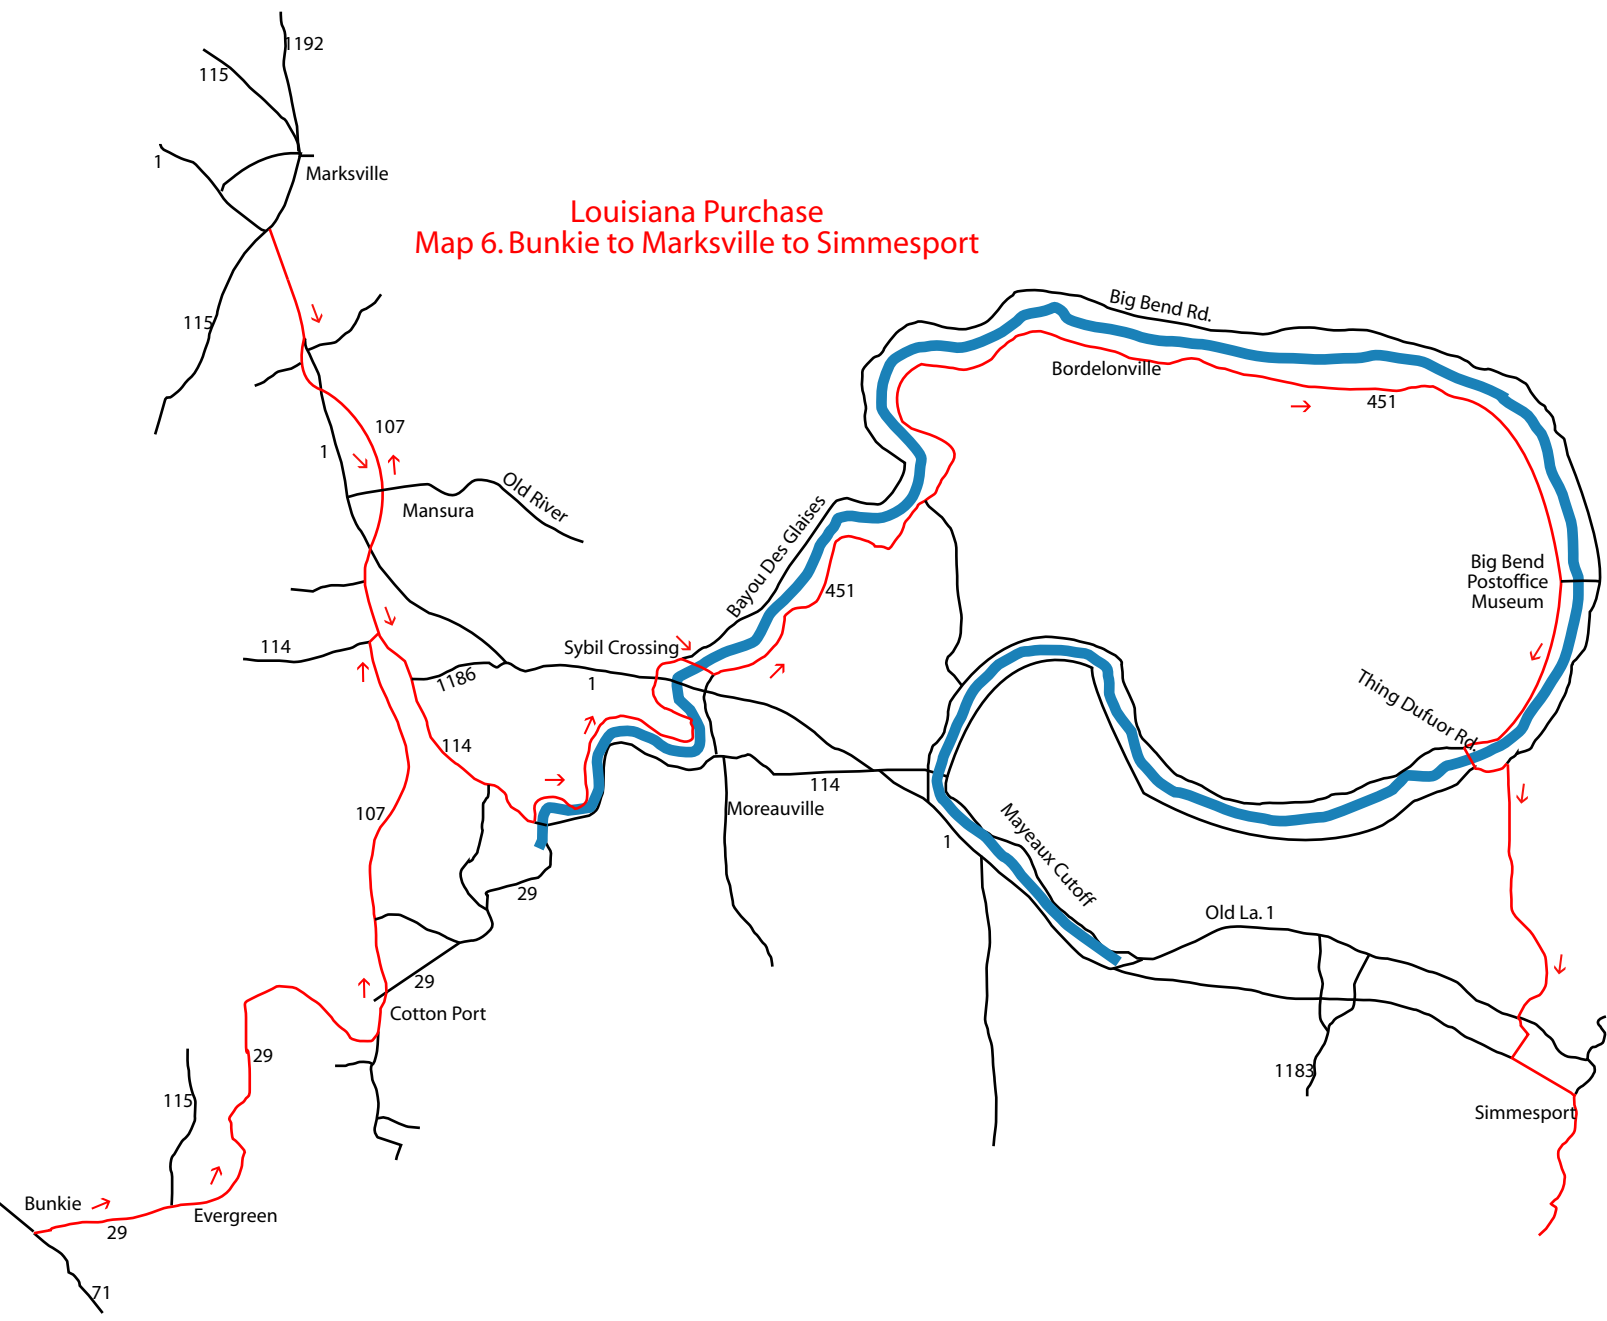 1192
115
1
Marksville
Louisiana Purchase
Map 6. Bunkie to Marksville to Simmesport
Big Bend Rd.
115
Bordelonville
451
107
1
Old River
Mansura
Bayou Des Glaises
Big Bend
Postoffice
Museum
451
Sybil Crossing
114
1186
1
Thing Dufuor Rd.
114
114
Moreauville
107
Mayeaux Cutoff
1
29
Old La. 1
29
Cotton Port
29
1183
115
Simmesport
Bunkie
Evergreen
29
71